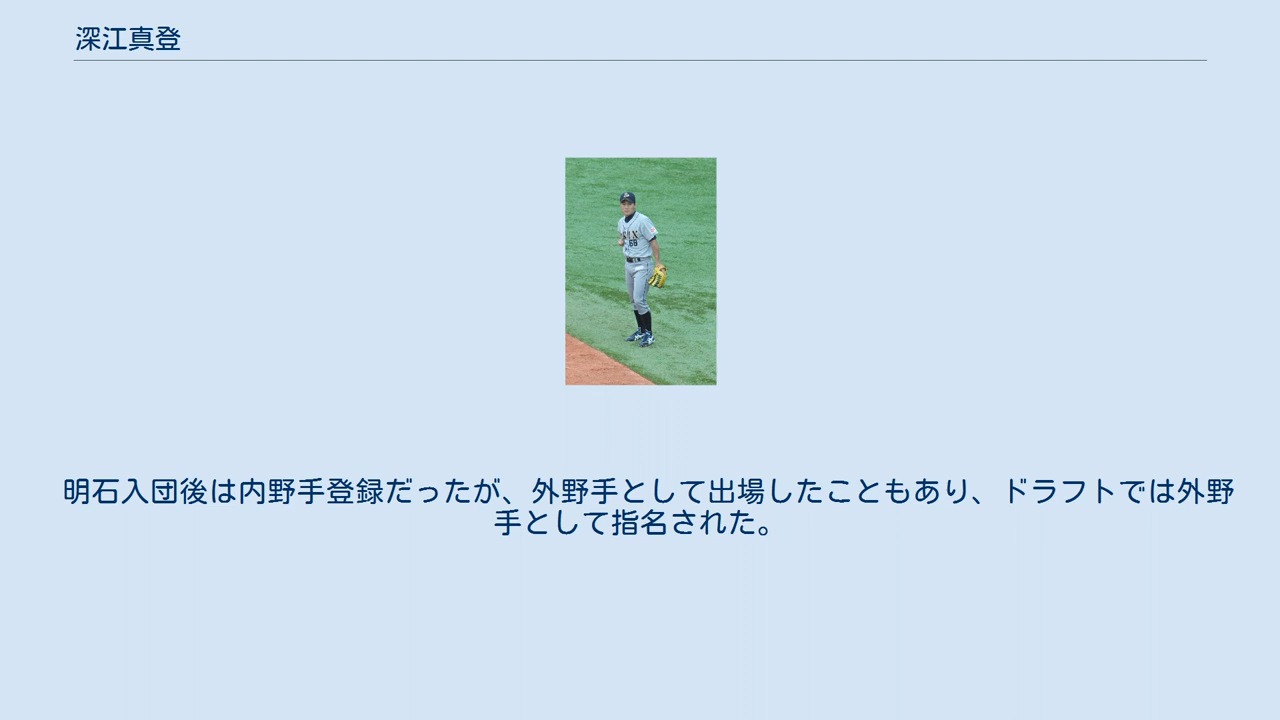 深江真登
68
明石入団後は内野手登録だったが、外野手として出場したこともあり、ドラフトでは外野
手として指名された。